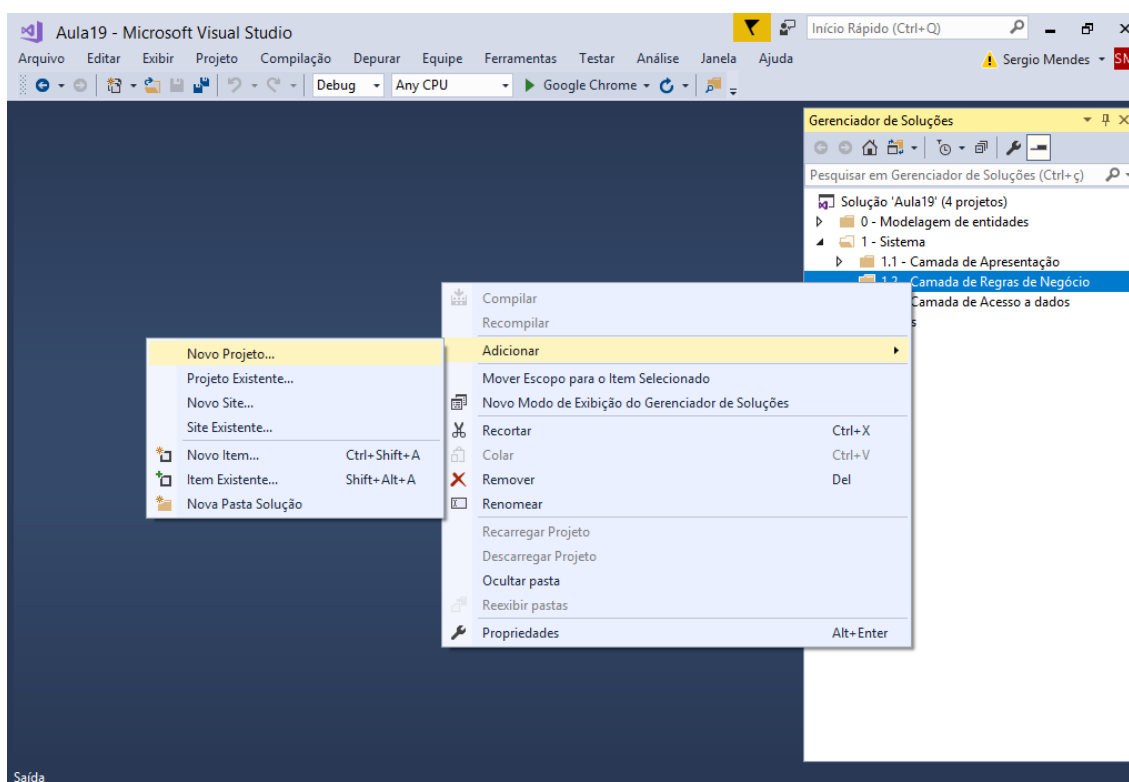 Aula19 - Microsoft Visual Studio
Início Rápido (Ctrl+Q)
Arquivo Editar Exibir Projeto Compilação Depurar Equipe Ferramentas Testar Análise Janela Ajuda
Sergio Mendes
Debug Any CPU Google Chrome
Gerenciador de Soluções
Pesquisar em Gerenciador de Soluções (Ctrl+ç)
Solução 'Aula19' (4 projetos)
0 - Modelagem de entidades
1 - Sistema
1.1 - Camada de Apresentação
Camada de Regras de Negócio
Camada de Acesso a dados
Compilar
Recompilar
Adicionar
Mover Escopo para o Item Selecionado
Novo Modo de Exibição do Gerenciador de Soluções
Recortar Ctrl+X
Colar Ctrl+V
Remover Del
Renomear
Recarregar Projeto
Descarregar Projeto
Ocultar pasta
Reexibir pastas
Propriedades Alt+Enter
Novo Projeto...
Projeto Existente...
Novo Site...
Site Existente...
Novo Item... Ctrl+Shift+A
Item Existente... Shift+Alt+A
Nova Pasta Solução
Saída